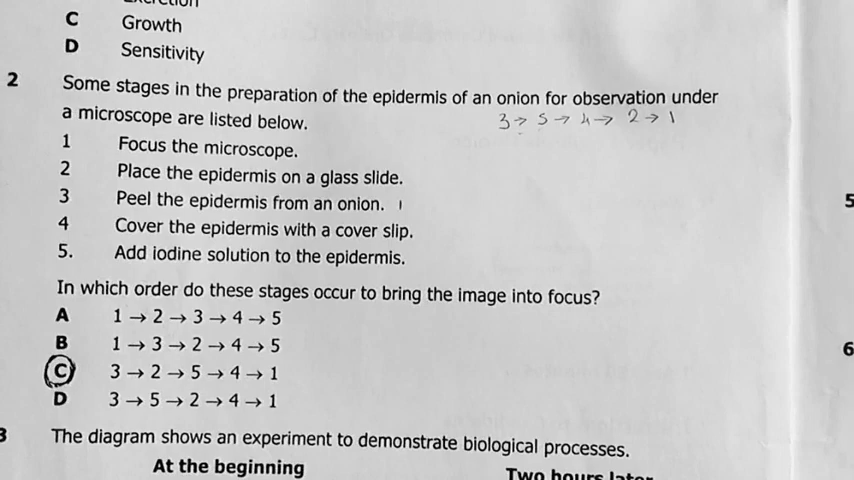 C Growth
D Sensitivity
2 Some stages in the preparation of the epidermis of an onion for observation under
a microscope are listed below.
3 → 5 → 4 → 2 → 1
1 Focus the microscope.
2 Place the epidermis on a glass slide.
3 Peel the epidermis from an onion.
4 Cover the epidermis with a cover slip.
5. Add iodine solution to the epidermis.
In which order do these stages occur to bring the image into focus?
A 1 → 2 → 3 → 4 → 5
B 1 → 3 → 2 → 4 → 5
C 3 → 2 → 5 → 4 → 1
D 3 → 5 → 2 → 4 → 1
3 The diagram shows an experiment to demonstrate biological processes.
At the beginning Two hours later
5
6